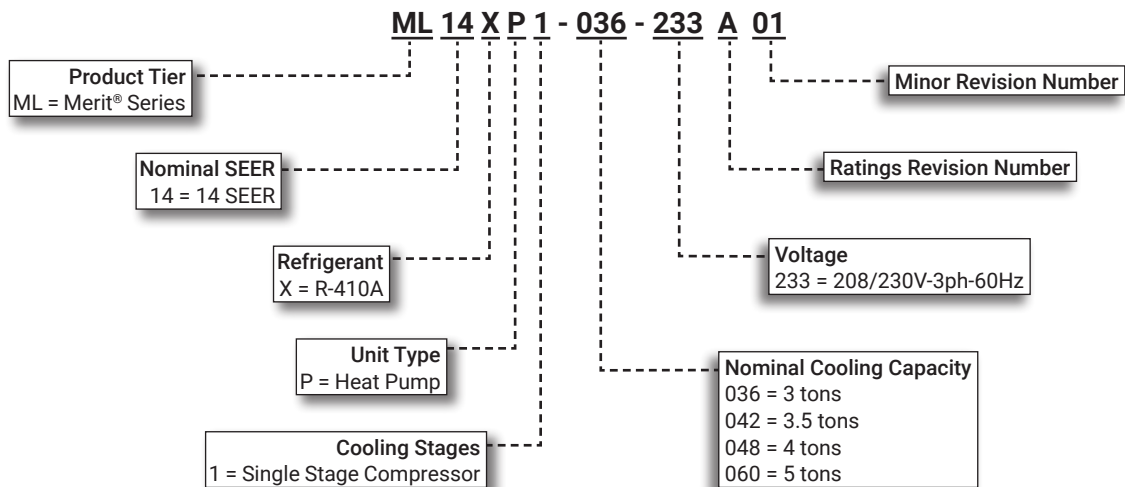 ML 14 X P 1 - 036 - 233 A 01
Product Tier
ML = Merit® Series
Minor Revision Number
Nominal SEER
14 = 14 SEER
Ratings Revision Number
Refrigerant
X = R-410A
Voltage
233 = 208/230V-3ph-60Hz
Unit Type
P = Heat Pump
Nominal Cooling Capacity
036 = 3 tons
042 = 3.5 tons
048 = 4 tons
060 = 5 tons
Cooling Stages
1 = Single Stage Compressor